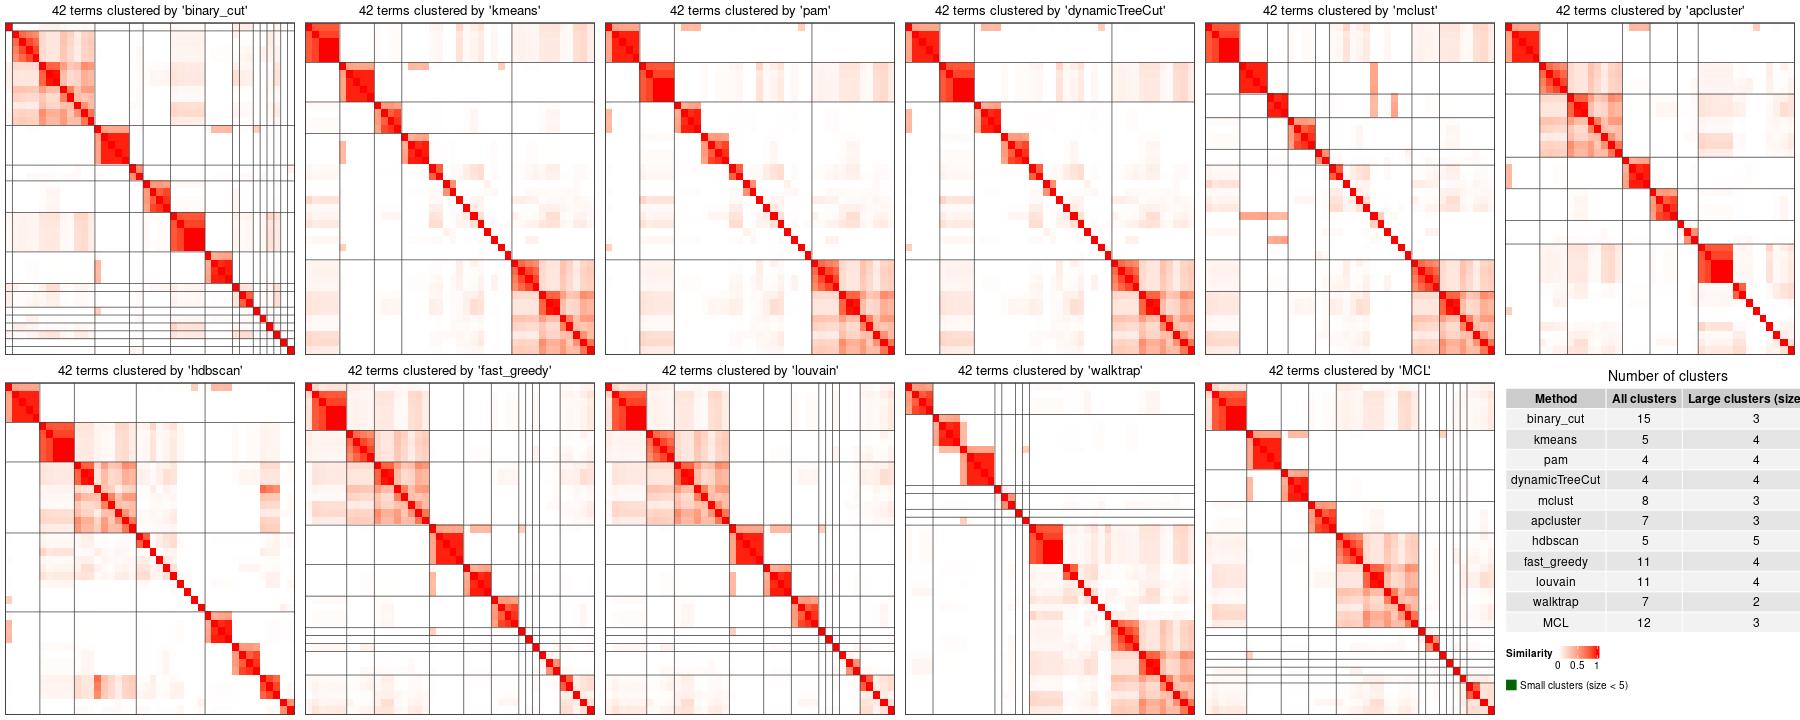 42 terms clustered by 'binary_cut'
42 terms clustered by 'kmeans'
42 terms clustered by 'pam'
42 terms clustered by 'dynamicTreeCut'
42 terms clustered by 'mclust'
42 terms clustered by 'apcluster'
42 terms clustered by 'hdbscan'
42 terms clustered by 'fast_greedy'
42 terms clustered by 'louvain'
42 terms clustered by 'walktrap'
42 terms clustered by 'MCL'
Number of clusters
Method All clusters Large clusters (size
binary_cut 15 3
kmeans 5 4
pam 4 4
dynamicTreeCut 4 4
mclust 8 3
apcluster 7 3
hdbscan 5 5
fast_greedy 11 4
louvain 11 4
walktrap 7 2
MCL 12 3
Similarity
0 0.5 1
Small clusters (size < 5)